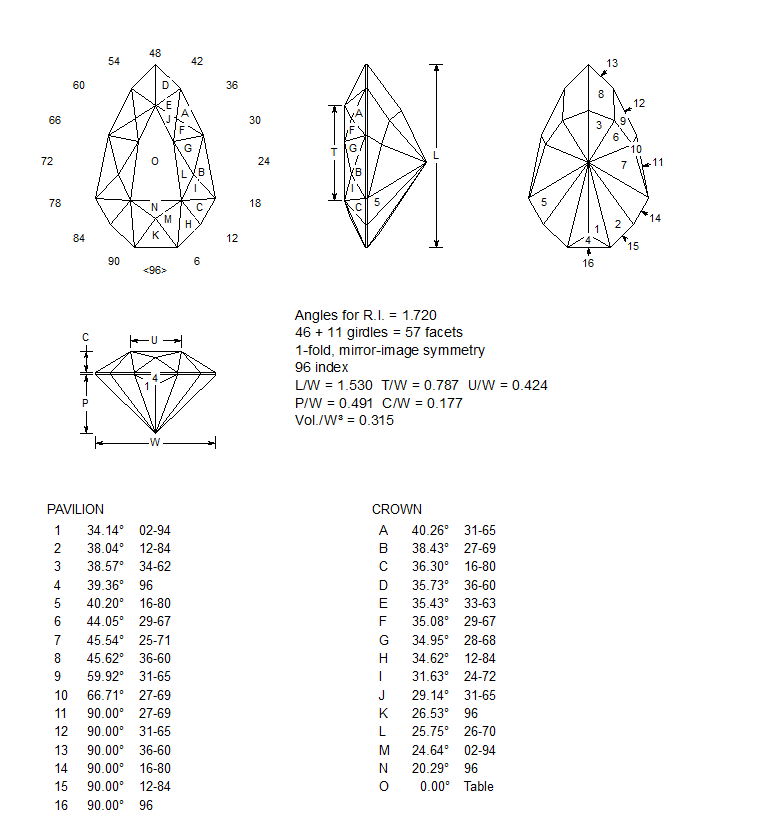 48
54 42
60 36
66 30
72 24
78 18
84 12
90 6
<96>
D
E
J A
F
G
O
L B
I
N C
M
H
K
A
F
G
T L
B
I
C 5
13
8
12
3 9
6
10
7 11
5
14
1 2
4 15
16
C U
4
1
P
W
Angles for R.I. = 1.720
46 + 11 girdles = 57 facets
1-fold, mirror-image symmetry
96 index
L/W = 1.530 T/W = 0.787 U/W = 0.424
P/W = 0.491 C/W = 0.177
Vol./W³ = 0.315
PAVILION
1 34.14° 02-94
2 38.04° 12-84
3 38.57° 34-62
4 39.36° 96
5 40.20° 16-80
6 44.05° 29-67
7 45.54° 25-71
8 45.62° 36-60
9 59.92° 31-65
10 66.71° 27-69
11 90.00° 27-69
12 90.00° 31-65
13 90.00° 36-60
14 90.00° 16-80
15 90.00° 12-84
16 90.00° 96
CROWN
A 40.26° 31-65
B 38.43° 27-69
C 36.30° 16-80
D 35.73° 36-60
E 35.43° 33-63
F 35.08° 29-67
G 34.95° 28-68
H 34.62° 12-84
I 31.63° 24-72
J 29.14° 31-65
K 26.53° 96
L 25.75° 26-70
M 24.64° 02-94
N 20.29° 96
O 0.00° Table